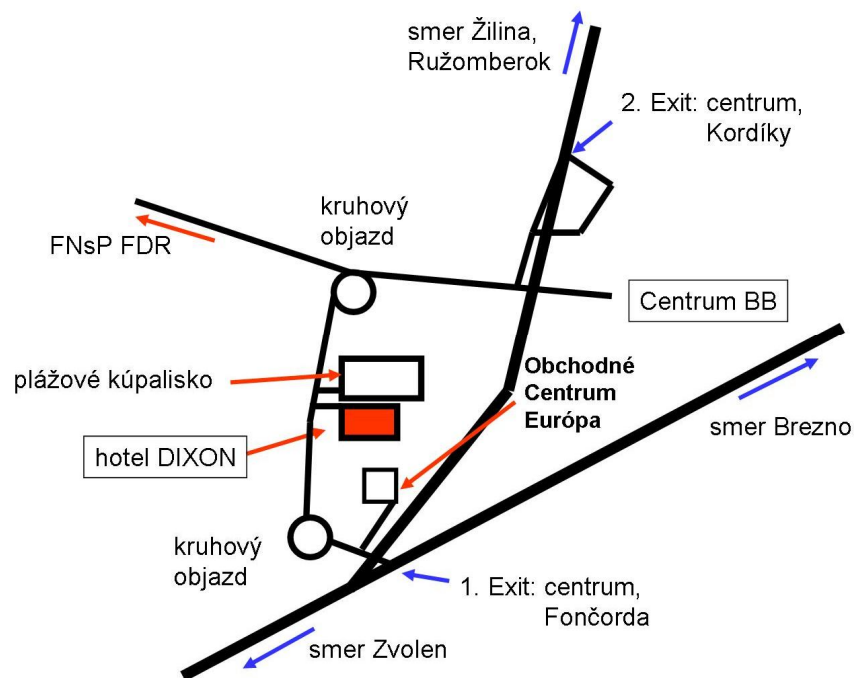 smer Žilina,
Ružomberok
2. Exit: centrum,
Kordíky
kruhový
objazd
FNsP FDR
Centrum BB
plážové kúpalisko
Obchodné
Centrum
Európa
smer Brezno
hotel DIXON
kruhový
objazd
1. Exit: centrum,
Fončorda
smer Zvolen